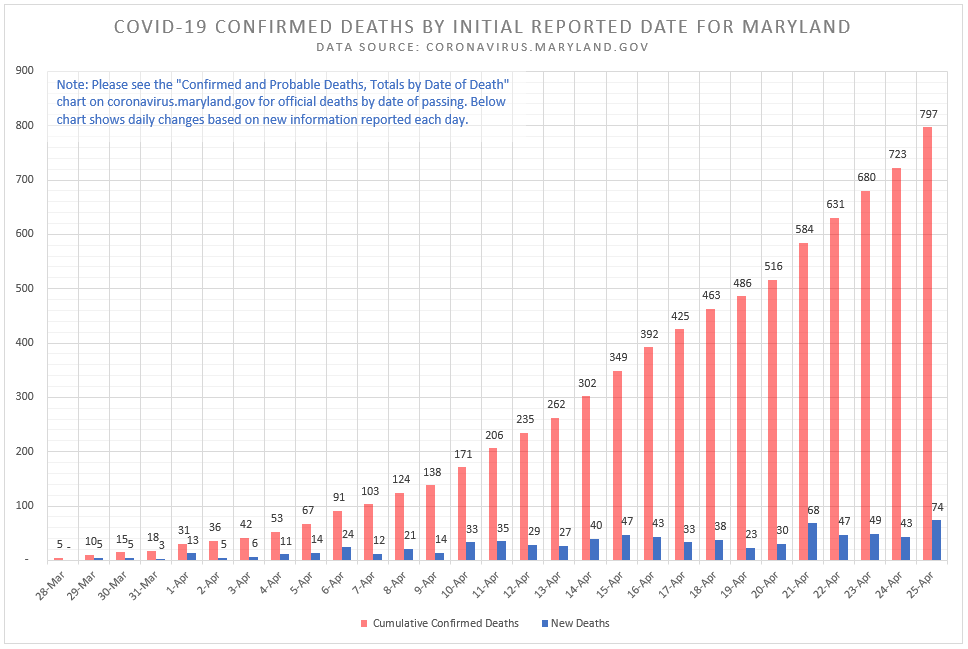 COVID-19 CONFIRMED DEATHS BY INITIAL REPORTED DATE FOR MARYLAND
DATA SOURCE: CORONAVIRUS.MARYLAND.GOV
Note: Please see the "Confirmed and Probable Deaths, Totals by Date of Death"
chart on coronavirus.maryland.gov for official deaths by date of passing. Below
chart shows daily changes based on new information reported each day.
900
800
700
600
500
400
300
200
100
-
5 10 15 18 31 36 42 53 67 91 103 124 138 171 206 235 262 302 349 392 425 463 486 516 584 631 680 723 797
- 5 5 3 13 5 6 11 14 24 12 21 14 33 35 29 27 40 47 43 33 38 23 30 68 47 49 43 74
28-Mar 29-Mar 30-Mar 31-Mar 1-Apr 2-Apr 3-Apr 4-Apr 5-Apr 6-Apr 7-Apr 8-Apr 9-Apr 10-Apr 11-Apr 12-Apr 13-Apr 14-Apr 15-Apr 16-Apr 17-Apr 18-Apr 19-Apr 20-Apr 21-Apr 22-Apr 23-Apr 24-Apr 25-Apr
Cumulative Confirmed Deaths New Deaths